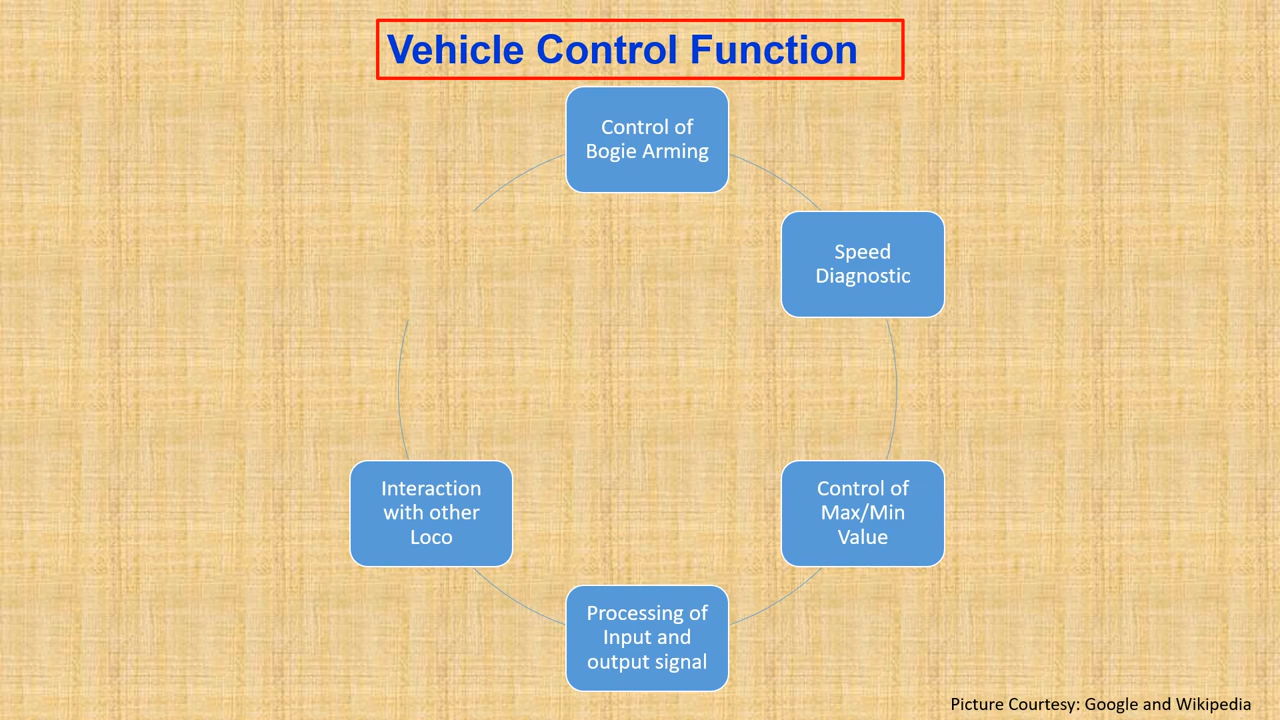 Vehicle Control Function
Control of
Bogie Arming
Speed
Diagnostic
Control of
Max/Min
Value
Processing of
Input and
output signal
Interaction
with other
Loco
Picture Courtesy: Google and Wikipedia